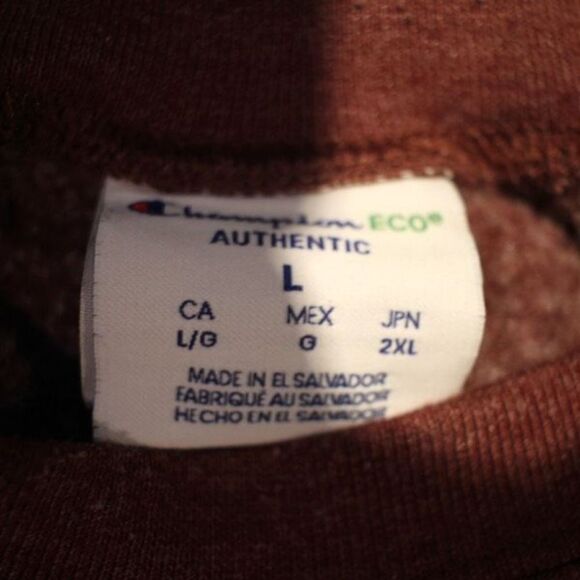 Champion ECO®
AUTHENTIC
L
CA MEX JPN
L/G G 2XL
MADE IN EL SALVADOR
FABRIQUÉ AU SALVADOR
HECHO EN EL SALVADOR